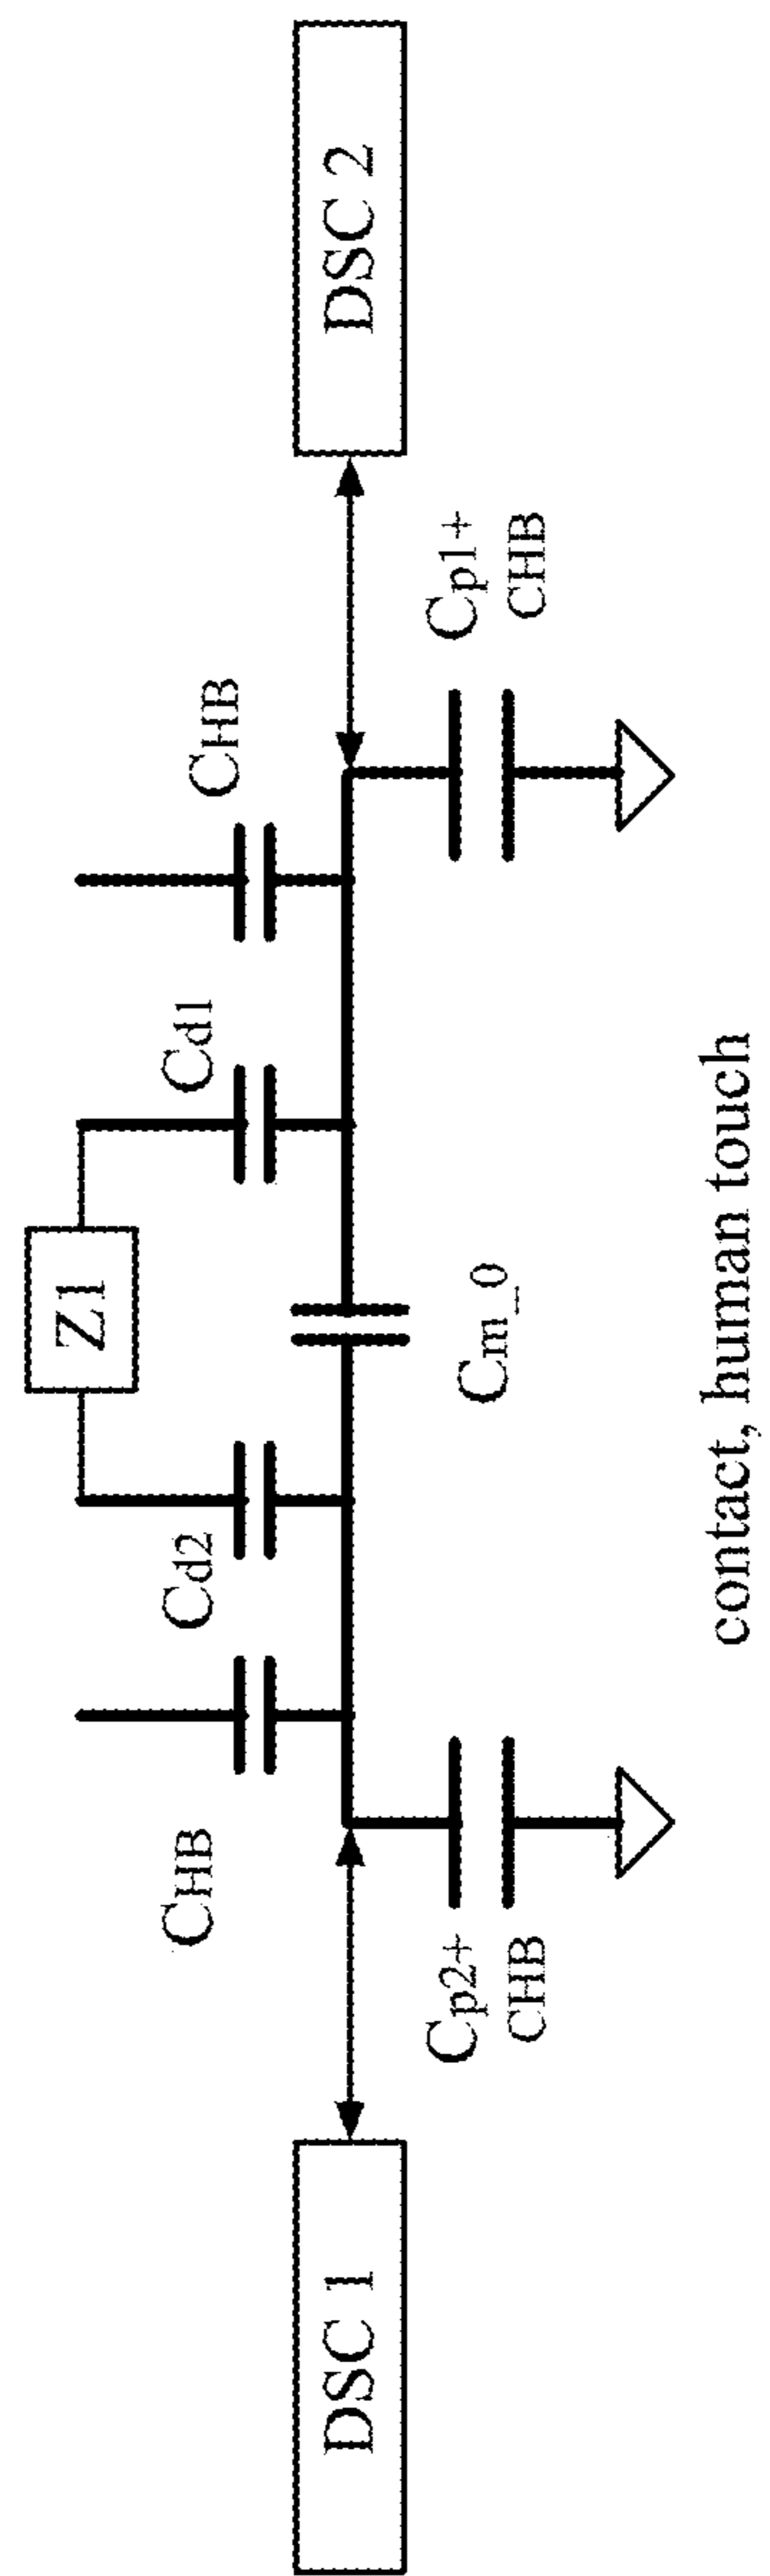 Z1
CHB
Cd2
Cd1
CHB
DSC 1
DSC 2
Cm_0
Cp2+
CHB
Cp1+
CHB
contact, human touch